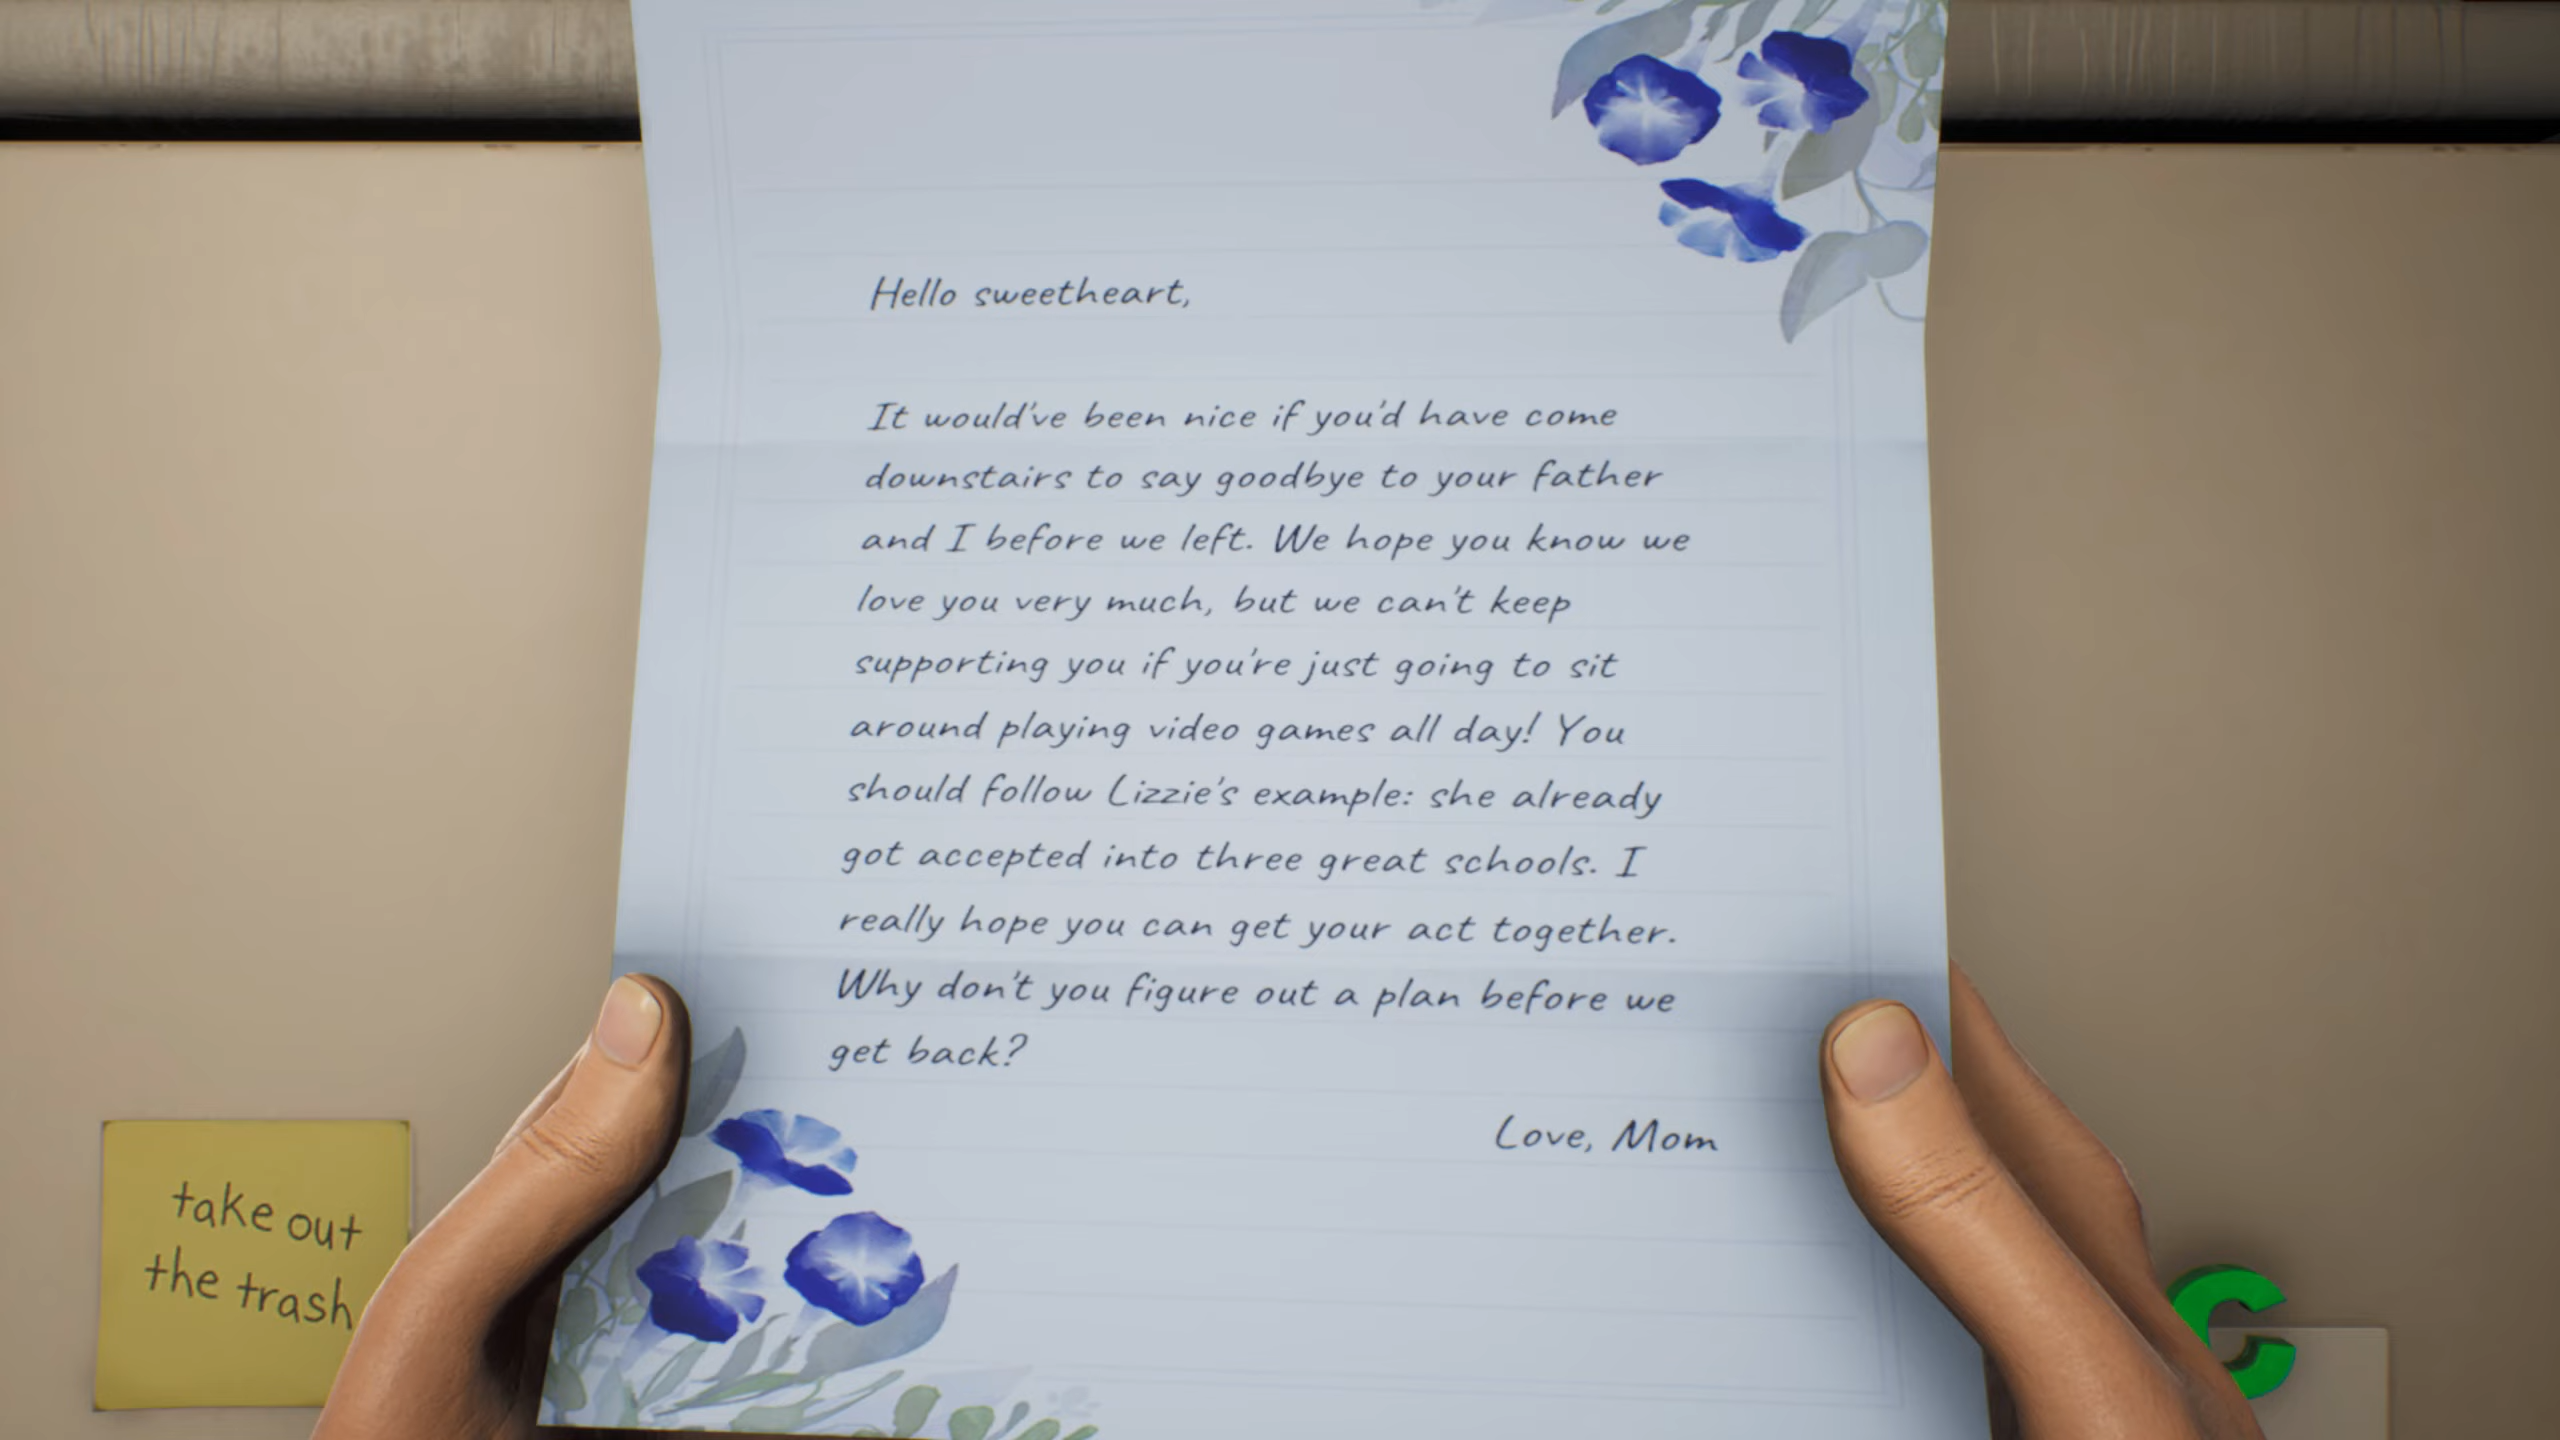 Hello sweetheart,
It would've been nice if you'd have come
downstairs to say goodbye to your father
and I before we left. We hope you know we
love you very much, but we can't keep
supporting you if you're just going to sit
around playing video games all day! You
should follow Lizzie's example: she already
got accepted into three great schools. I
really hope you can get your act together.
Why don't you figure out a plan before we
get back?
Love, Mom
take out
the trash
C